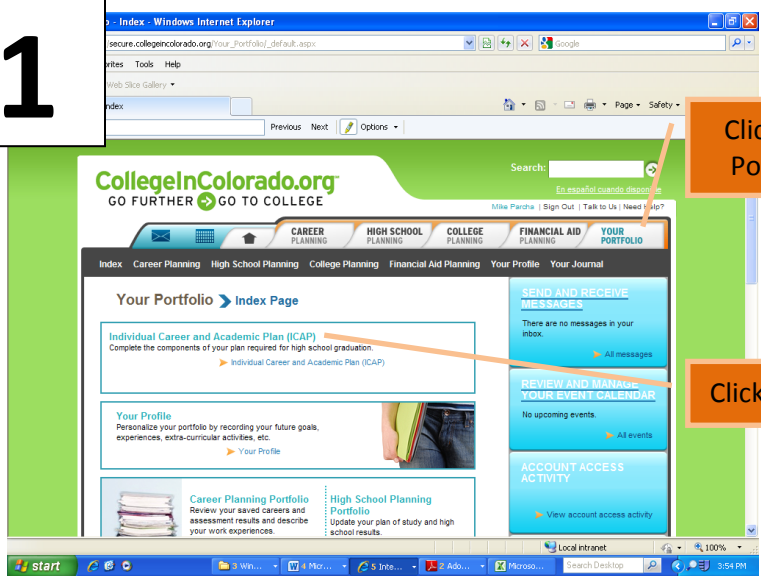 1
- Index - Windows Internet Explorer
/secure.collegeincolorado.org/Your_Portfolio/_default.aspx
Google
Tools Help
Web Slice Gallery
Page Safety
Previous Next Options
Search:
CollegeInColorado.org
GO FURTHER GO TO COLLEGE
En español cuando
Mike Parcha | Sign Out | Talk to Us | Need Help?
CAREER PLANNING HIGH SCHOOL PLANNING COLLEGE PLANNING FINANCIAL AID PLANNING YOUR PORTFOLIO
Index Career Planning High School Planning College Planning Financial Aid Planning Your Profile Your Journal
Your Portfolio Index Page
Individual Career and Academic Plan (ICAP)
Complete the components of your plan required for high school graduation.
Individual Career and Academic Plan (ICAP)
Your Profile
Personalize your portfolio by recording your future goals,
experiences, extra-curricular activities, etc.
Your Profile
Career Planning Portfolio
Review your saved careers and
assessment results and describe
your work experiences.
High School Planning
Portfolio
Update your plan of study and high
school results.
SEND AND RECEIVE
MESSAGES
There are no messages in your
inbox.
All messages
REVIEW AND MANAGE
YOUR EVENT CALENDAR
No upcoming events.
All events
ACCOUNT ACCESS
ACTIVITY
View account access activity
Click
Local intranet 100%
start 3 Win... 4 Micr... 5 Inte... 2 Ado... Microso... Search Desktop 3:54 PM